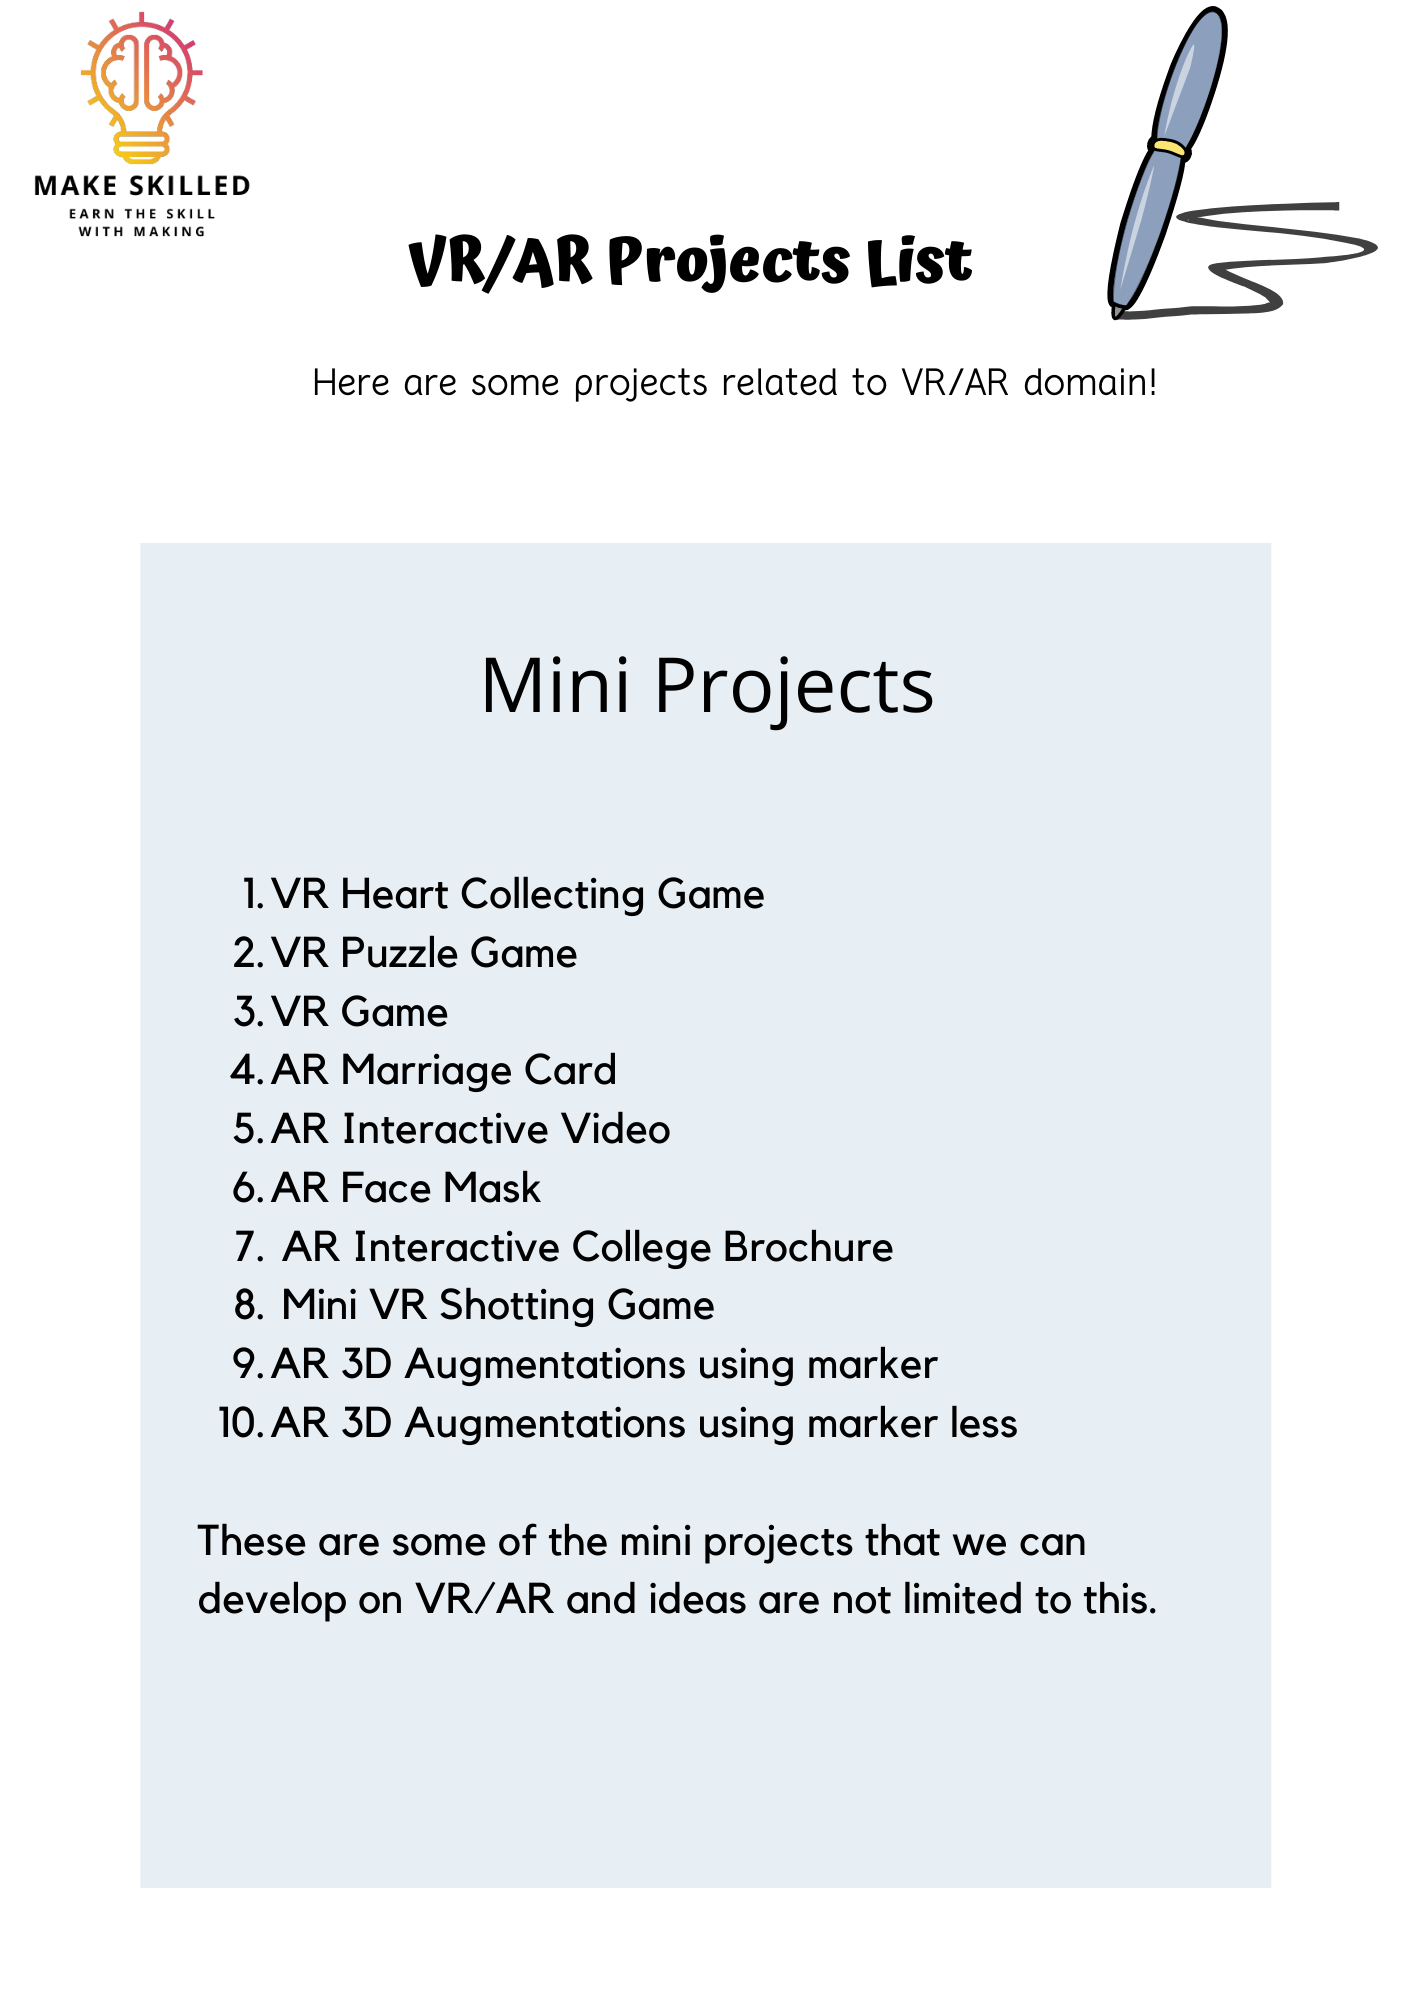 MAKE SKILLED
EARN THE SKILL
WITH MAKING
VR/AR Projects List
Here are some projects related to VR/AR domain!
Mini Projects
1. VR Heart Collecting Game
2. VR Puzzle Game
3. VR Game
4. AR Marriage Card
5. AR Interactive Video
6. AR Face Mask
7. AR Interactive College Brochure
8. Mini VR Shotting Game
9. AR 3D Augmentations using marker
10. AR 3D Augmentations using marker less
These are some of the mini projects that we can
develop on VR/AR and ideas are not limited to this.